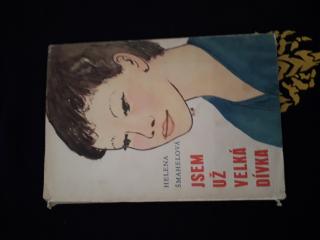 HELENA
ŠMAHELOVÁ
JSEM
UŽ
VELKÁ
DÍVKA